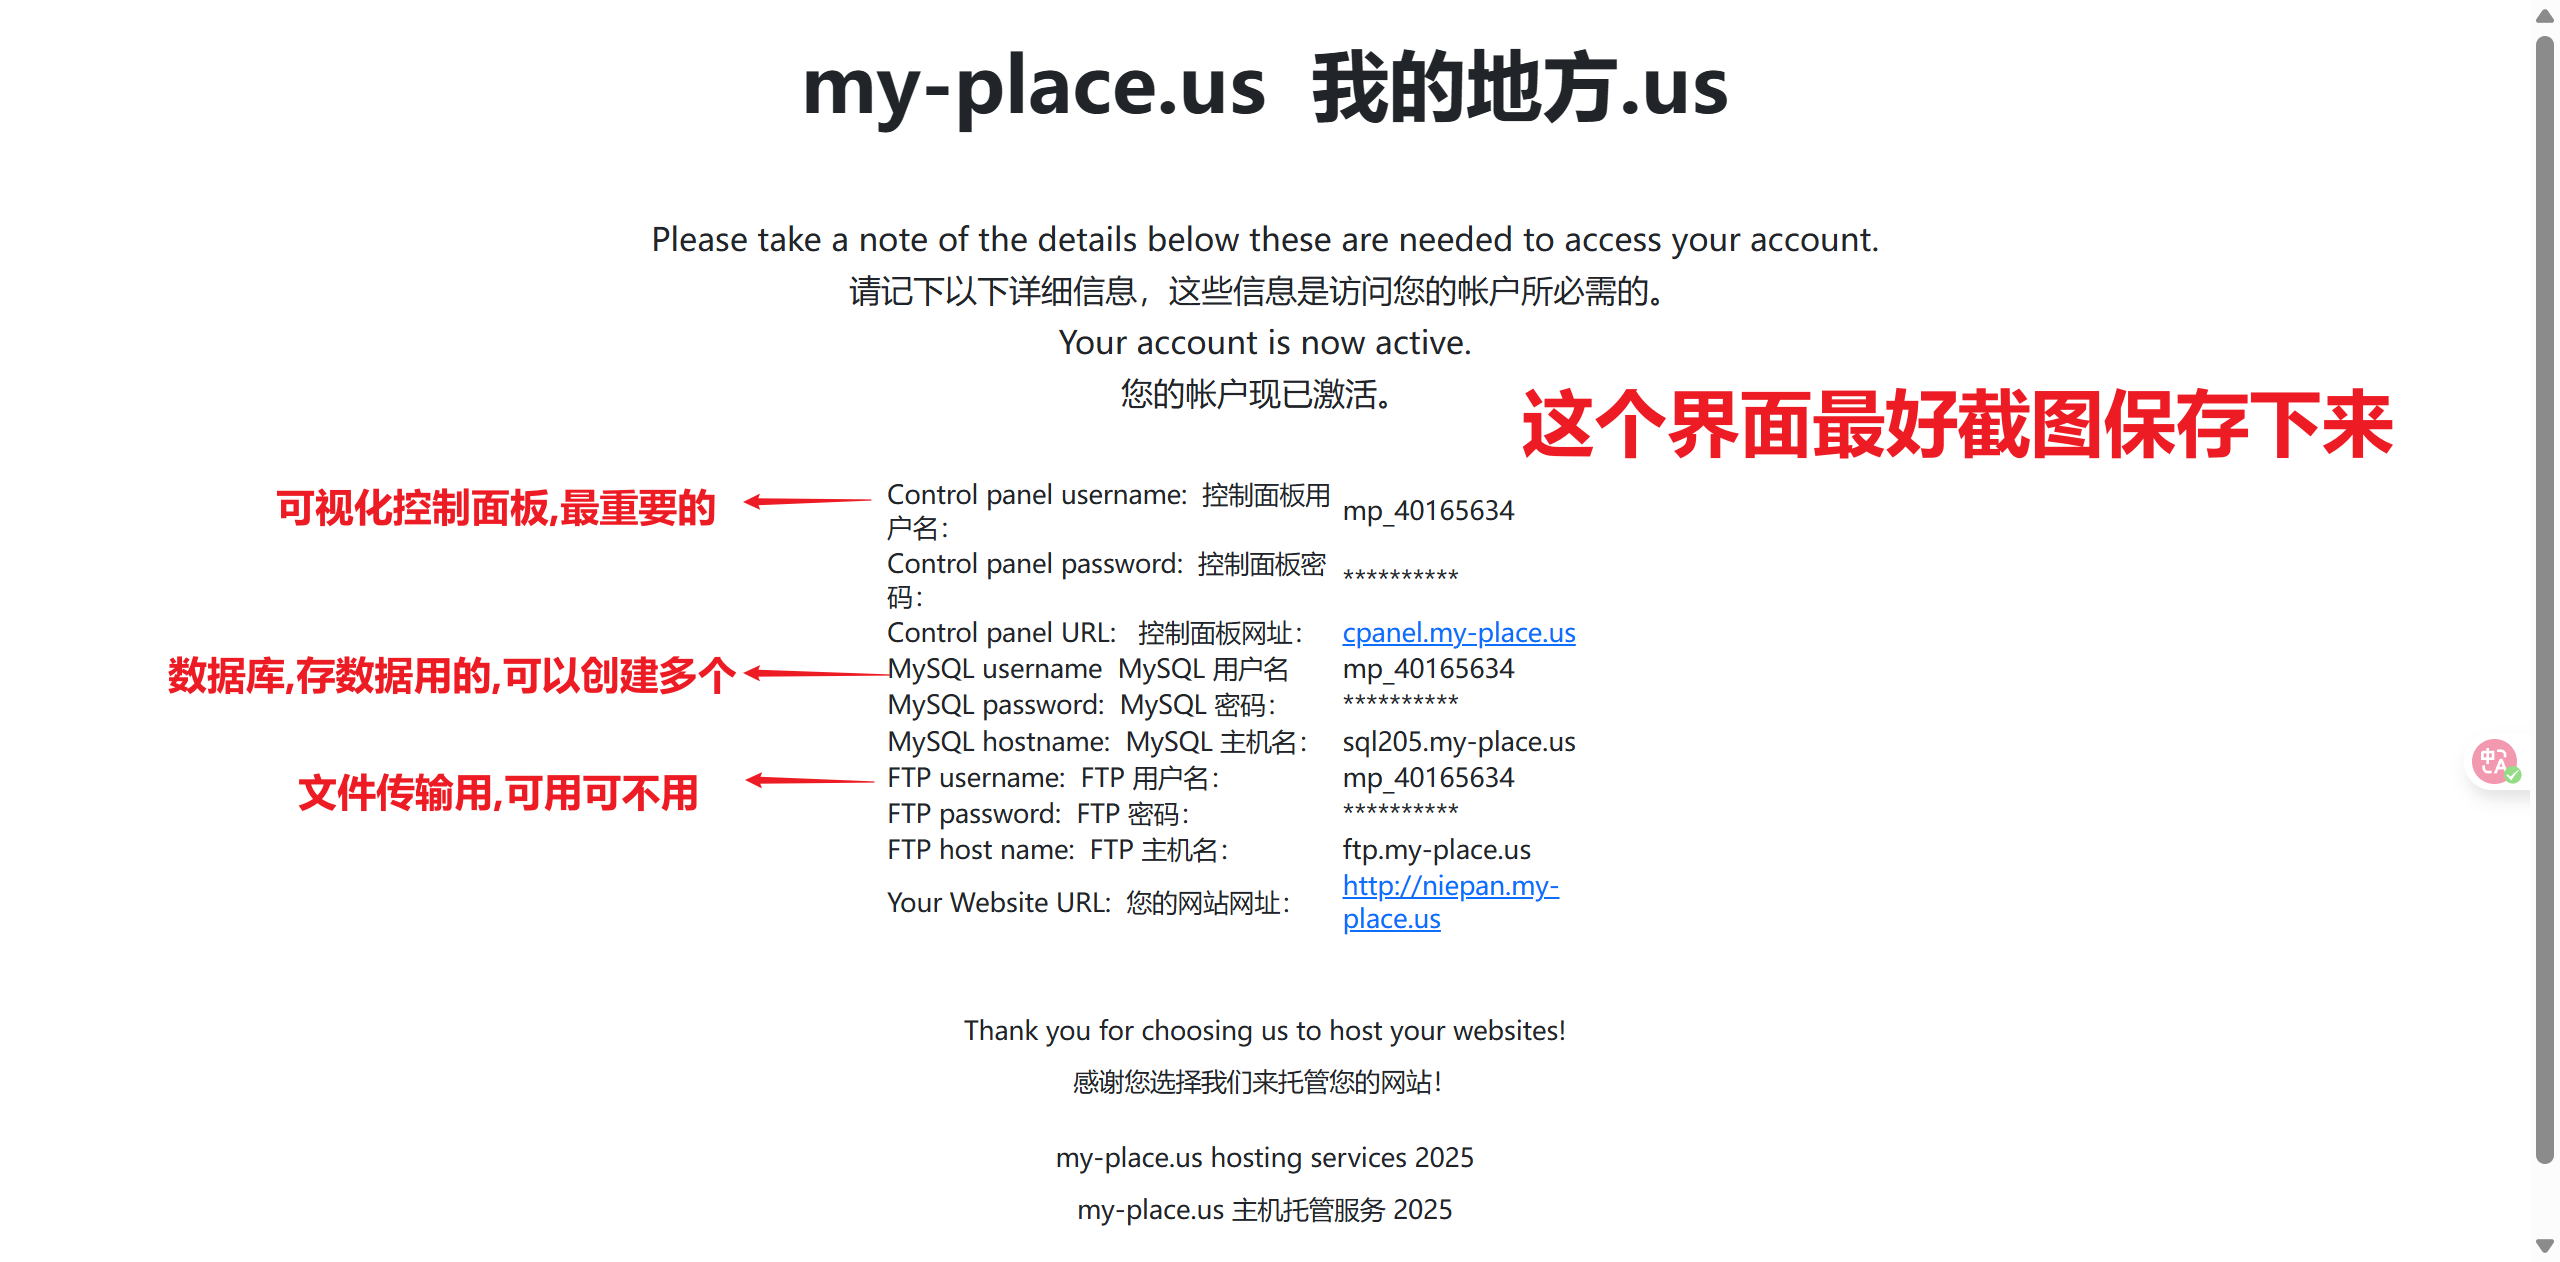 my-place.us 我的地方.us
Please take a note of the details below these are needed to access your account.
请记下以下详细信息，这些信息是访问您的帐户所必需的。
Your account is now active.
您的帐户现已激活。
这个界面最好截图保存下来
可视化控制面板,最重要的
Control panel username: 控制面板用
户名：
mp_40165634
Control panel password: 控制面板密
码：
**********
Control panel URL: 控制面板网址：
cpanel.my-place.us
数据库,存数据用的,可以创建多个
MySQL username MySQL 用户名
mp_40165634
MySQL password: MySQL 密码：
**********
MySQL hostname: MySQL 主机名：
sql205.my-place.us
文件传输用,可用可不用
FTP username: FTP 用户名：
mp_40165634
FTP password: FTP 密码：
**********
FTP host name: FTP 主机名：
ftp.my-place.us
Your Website URL: 您的网站网址：
http://niepan.my-
place.us
中A
Thank you for choosing us to host your websites!
感谢您选择我们来托管您的网站！
my-place.us hosting services 2025
my-place.us 主机托管服务 2025